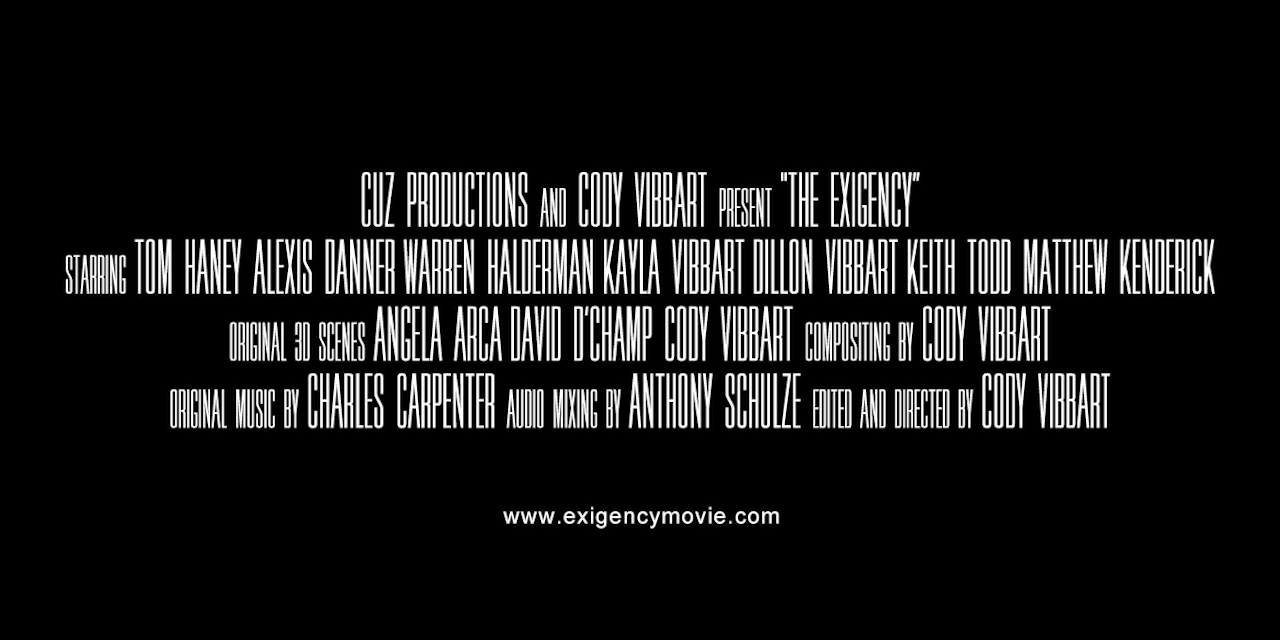 CUZ PRODUCTIONS AND CODY VIBBART PRESENT "THE EXIGENCY"
STARRING TOM HANEY ALEXIS DANNER WARREN HALDERMAN KAYLA VIBBART DILLON VIBBART KEITH TODD MATTHEW KENDERICK
ORIGINAL 3D SCENES ANGELA ARCA DAVID D'CHAMP CODY VIBBART COMPOSITING BY CODY VIBBART
ORIGINAL MUSIC BY CHARLES CARPENTER AUDIO MIXING BY ANTHONY SCHULZE EDITED AND DIRECTED BY CODY VIBBART
www.exigencymovie.com